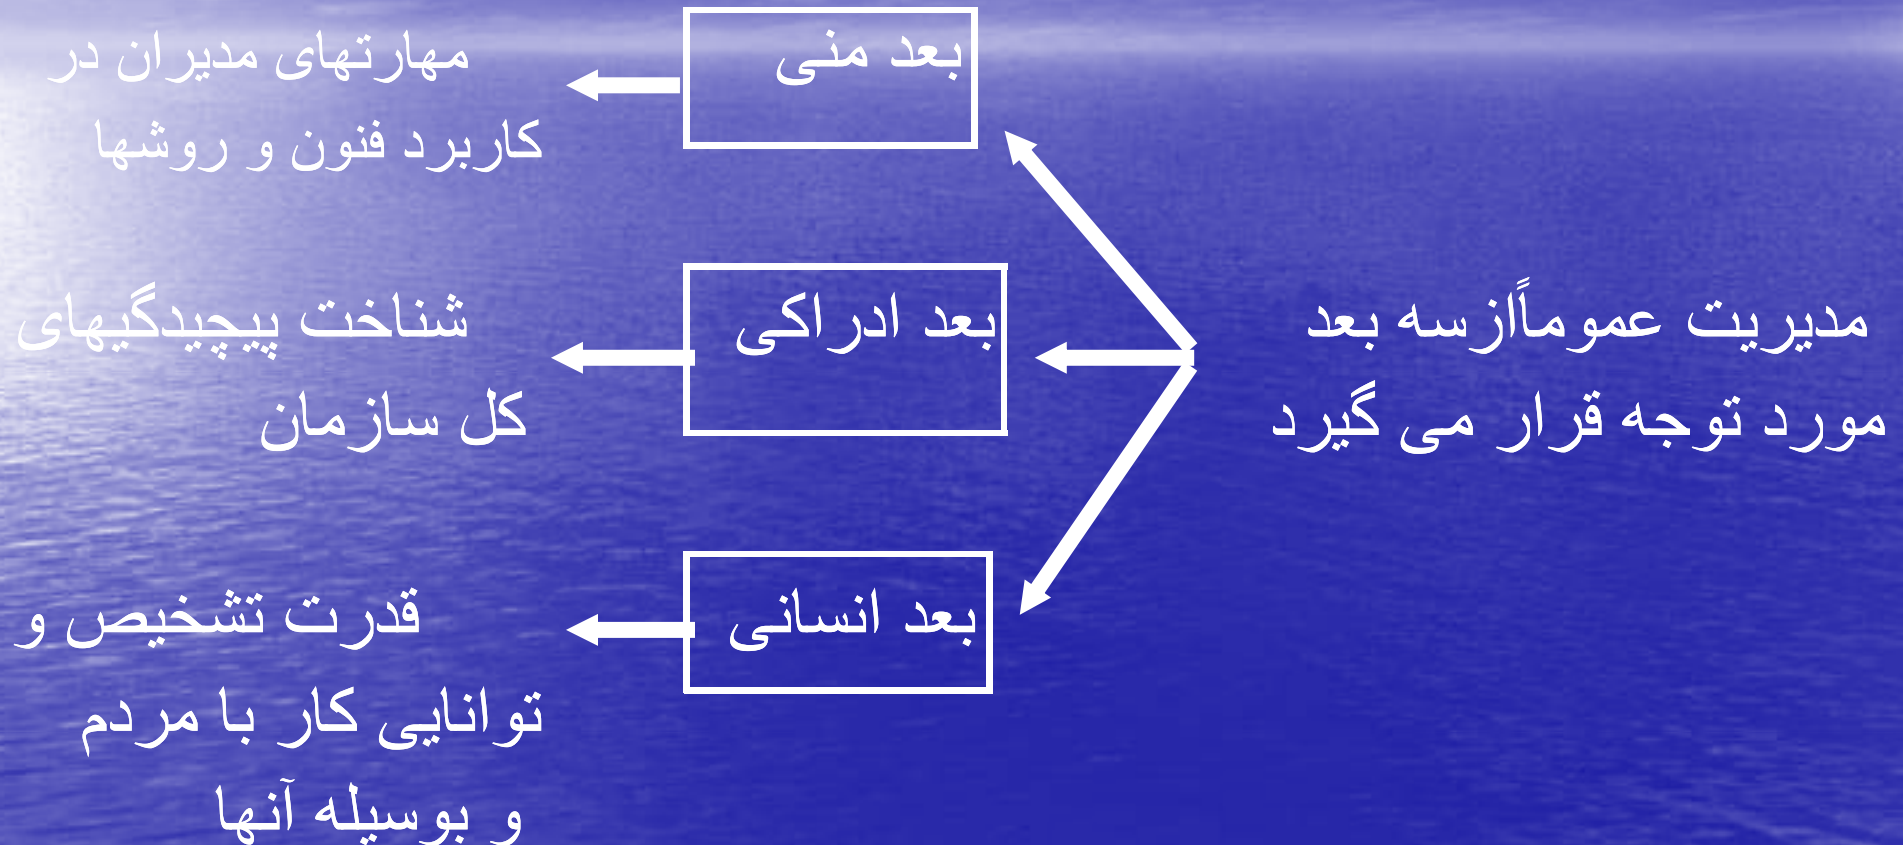 مدیریت عموماًازسه بعد
مورد توجه قرار می گیرد
بعد منی
مهارتهای مدیران در
کاربرد فنون و روشها
بعد ادراکی
شناخت پیچیدگیهای
کل سازمان
بعد انسانی
قدرت تشخیص و
توانایی کار با مردم
و بوسیله آنها